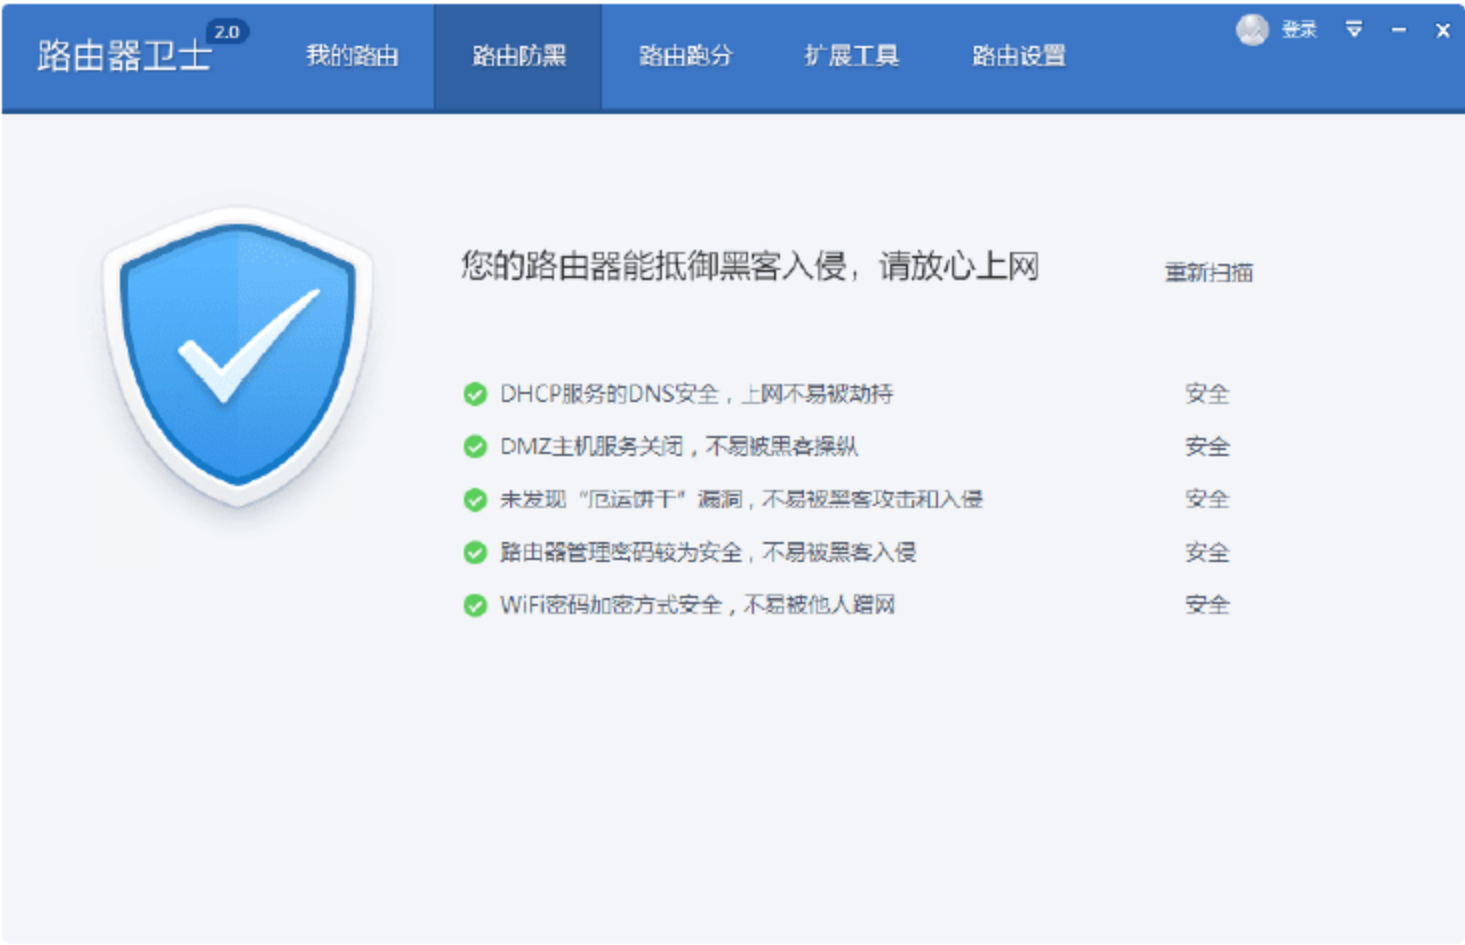 路由器卫士 2.0 我的路由 路由防黑 路由跑分 扩展工具 路由设置 登录
您的路由器能抵御黑客入侵，请放心上网 重新扫描
DHCP服务的DNS安全，上网不易被劫持 安全
DMZ主机服务关闭，不易被黑客操纵 安全
未发现“厄运饼干”漏洞，不易被黑客攻击和入侵 安全
路由器管理密码较为安全，不易被黑客入侵 安全
WiFi密码加密方式安全，不易被他人蹭网 安全